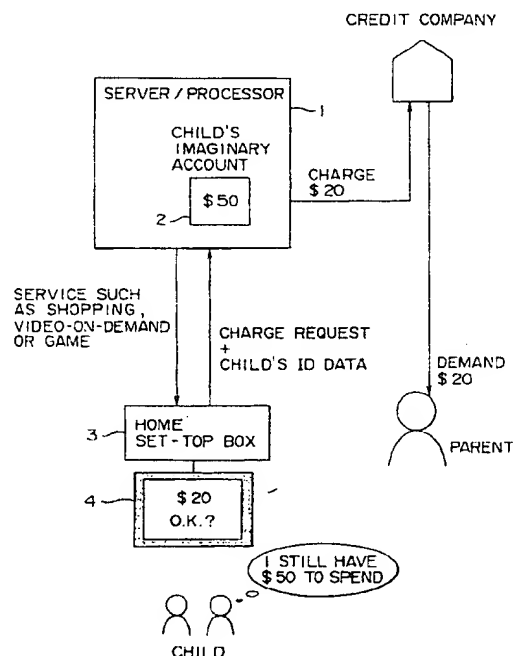 CREDIT COMPANY
SERVER/PROCESSOR
1
CHILD'S
IMAGINARY
ACCOUNT
2
$50
CHARGE
$20
SERVICE SUCH
AS SHOPPING,
VIDEO-ON-DEMAND
OR GAME
CHARGE REQUEST
+
CHILD'S ID DATA
DEMAND
$20
3
HOME
SET-TOP BOX
PARENT
4
$20
O.K.?
I STILL HAVE
$50 TO SPEND
CHILD